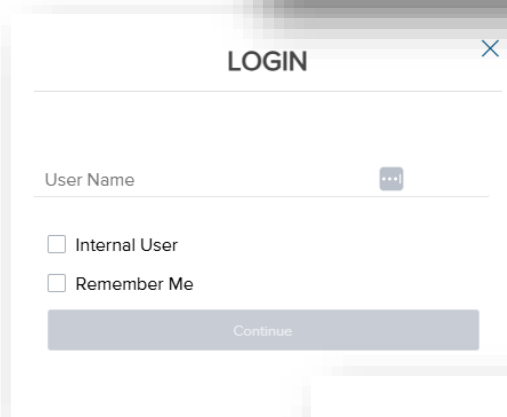 LOGIN
User Name
Internal User
Remember Me
Continue